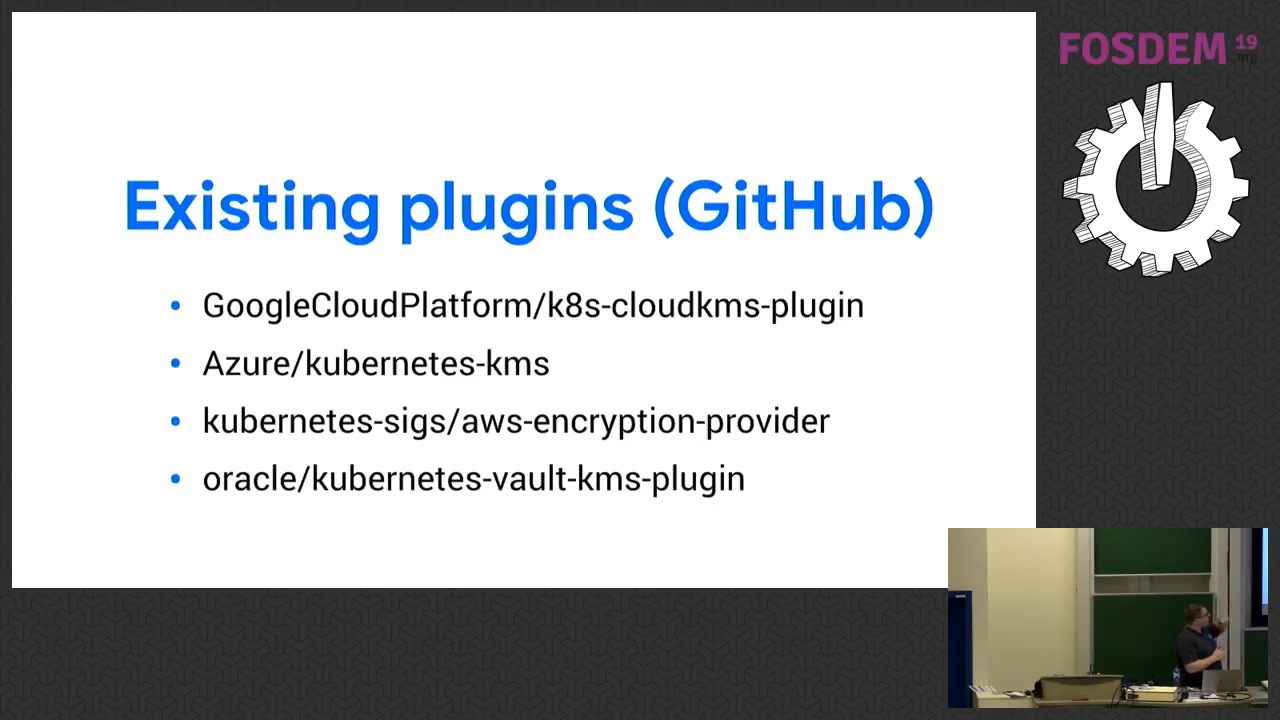 FOSDEM 19
.org
Existing plugins (GitHub)
• GoogleCloudPlatform/k8s-cloudkms-plugin
• Azure/kubernetes-kms
• kubernetes-sigs/aws-encryption-provider
• oracle/kubernetes-vault-kms-plugin